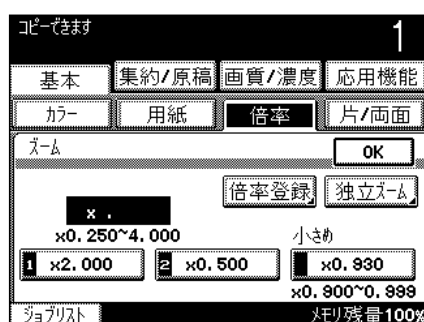 コピーできます
1
基本 集約/原稿 画質/濃度 応用機能
カラー 用紙 倍率 片/両面
ズーム OK
倍率登録 独立ズーム
x .
x0.250~4.000 小さめ
1 x2.000 2 x0.500 x0.930
x0.900~0.999
ジョブリスト メモリ残量100%